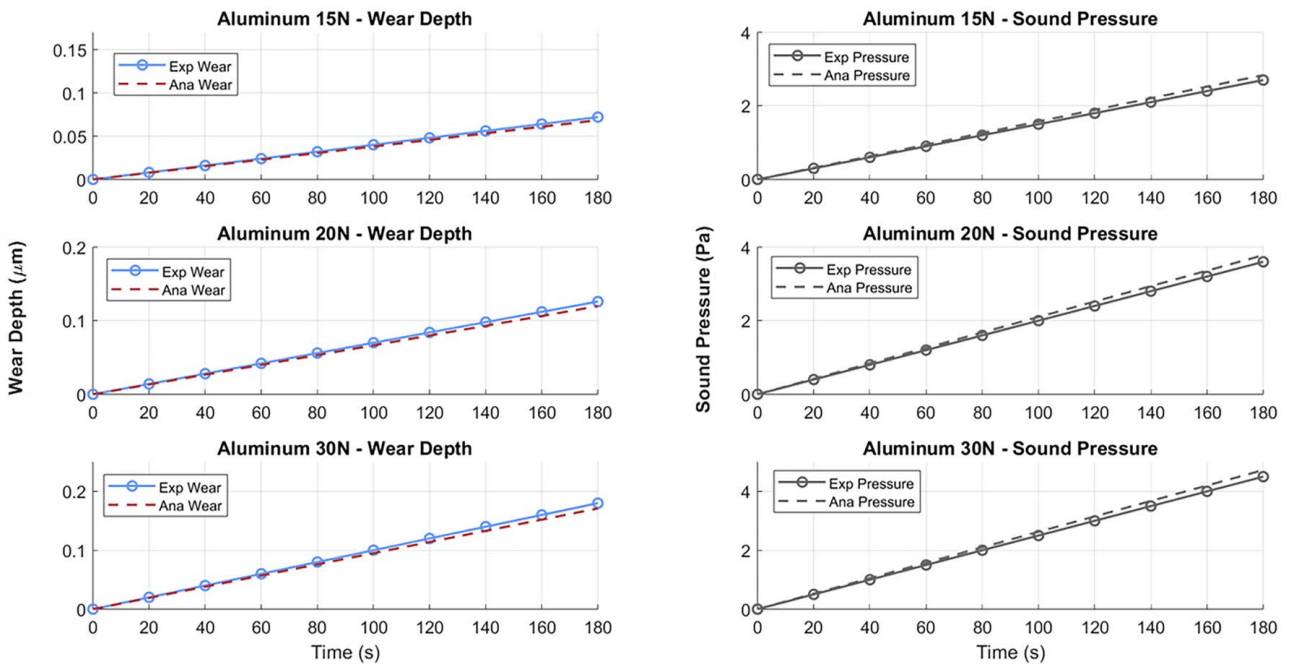 Aluminum 15N - Wear Depth
0.15
0.1
0.05
0
Exp Wear
Ana Wear
0 20 40 60 80 100 120 140 160 180
Aluminum 15N - Sound Pressure
4
2
0
Exp Pressure
Ana Pressure
0 20 40 60 80 100 120 140 160 180
Wear Depth (μm)
Aluminum 20N - Wear Depth
0.2
0.1
0
Exp Wear
Ana Wear
0 20 40 60 80 100 120 140 160 180
Sound Pressure (Pa)
Aluminum 20N - Sound Pressure
4
2
0
Exp Pressure
Ana Pressure
0 20 40 60 80 100 120 140 160 180
Aluminum 30N - Wear Depth
0.2
0.1
0
Exp Wear
Ana Wear
0 20 40 60 80 100 120 140 160 180
Time (s)
Aluminum 30N - Sound Pressure
4
2
0
Exp Pressure
Ana Pressure
0 20 40 60 80 100 120 140 160 180
Time (s)